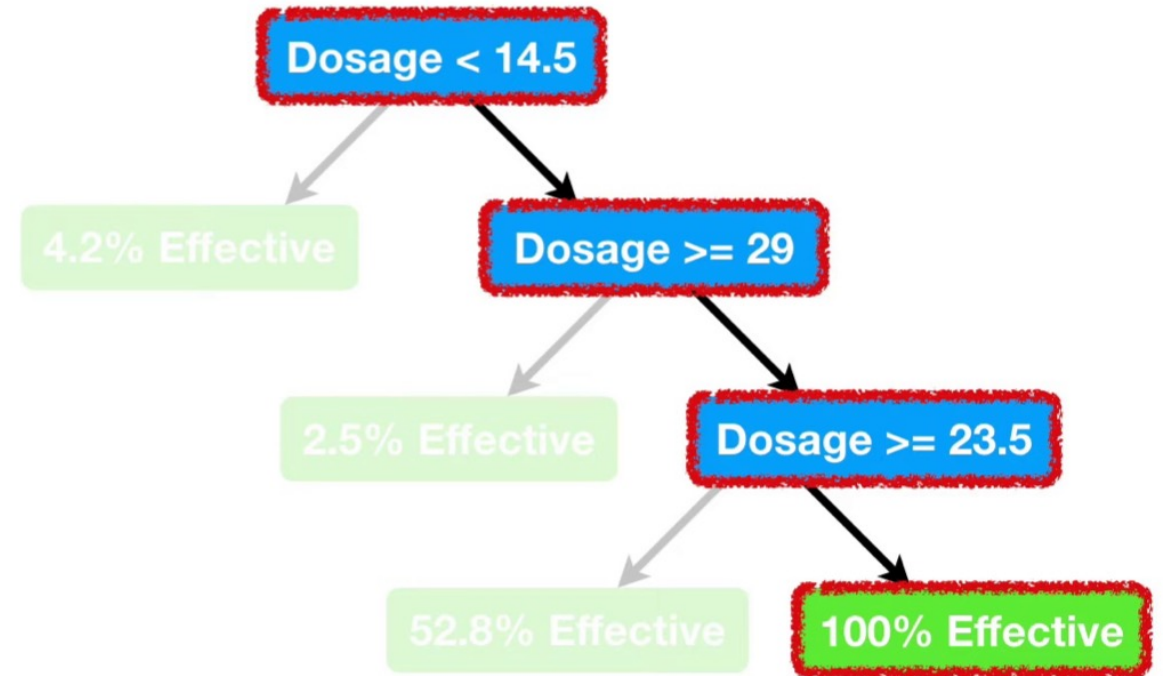 Dosage < 14.5
4.2% Effective
Dosage >= 29
2.5% Effective
Dosage >= 23.5
52.8% Effective
100% Effective